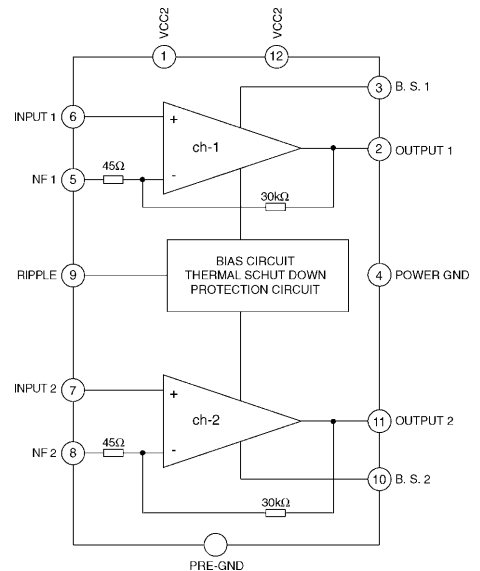 VCC2
VCC2
1
12
3 B. S. 1
INPUT 1 6
+
ch-1
2 OUTPUT 1
45Ω
NF 1 5
-
30kΩ
BIAS CIRCUIT
THERMAL SCHUT DOWN
PROTECTION CIRCUIT
RIPPLE 9
4 POWER GND
INPUT 2 7
+
ch-2
11 OUTPUT 2
45Ω
NF 2 8
-
10 B. S. 2
30kΩ
PRE-GND